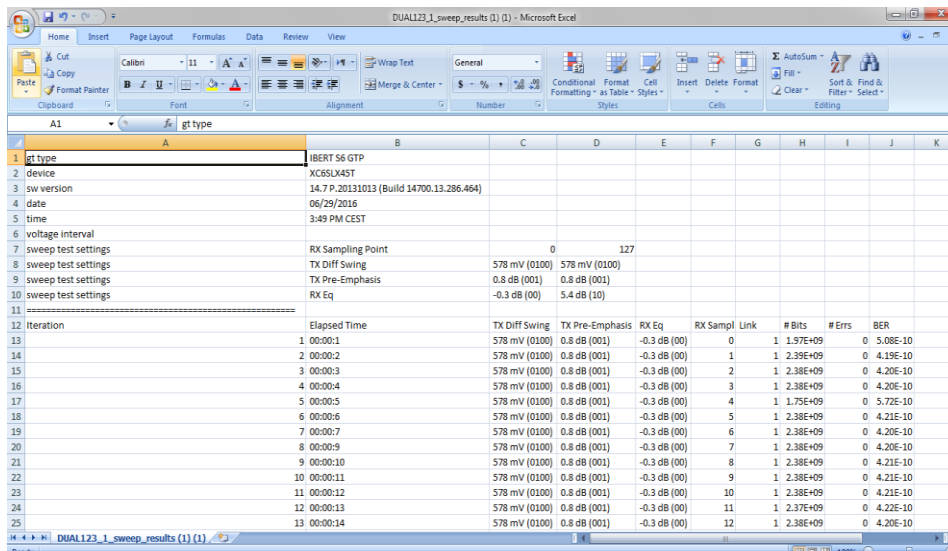 DUAL123_1_sweep_results (1) (1) - Microsoft Excel
Home Insert Page Layout Formulas Data Review View
Cut Calibri 11 Wrap Text General Σ AutoSum
Copy Fill
Paste Format Painter Merge & Center Conditional Formatting Format as Table Cell Styles Insert Delete Format Clear Sort & Filter Find & Select
Clipboard Font Alignment Number Styles Cells Editing
A1 fx gt type
A B C D E F G H I J K
1 gt type IBERT S6 GTP
2 device XC6SLX45T
3 sw version 14.7 P.20131013 (Build 14700.13.286.464)
4 date 06/29/2016
5 time 3:49 PM CEST
6 voltage interval
7 sweep test settings RX Sampling Point 0 127
8 sweep test settings TX Diff Swing 578 mV (0100) 578 mV (0100)
9 sweep test settings TX Pre-Emphasis 0.8 dB (001) 0.8 dB (001)
10 sweep test settings RX Eq -0.3 dB (00) 5.4 dB (10)
11 ========================================================
12 Iteration Elapsed Time TX Diff Swing TX Pre-Emphasis RX Eq RX Sampl Link # Bits # Errs BER
13 1 00:00:1 578 mV (0100) 0.8 dB (001) -0.3 dB (00) 0 1 1.97E+09 0 5.08E-10
14 2 00:00:2 578 mV (0100) 0.8 dB (001) -0.3 dB (00) 1 1 2.39E+09 0 4.19E-10
15 3 00:00:3 578 mV (0100) 0.8 dB (001) -0.3 dB (00) 2 1 2.38E+09 0 4.20E-10
16 4 00:00:4 578 mV (0100) 0.8 dB (001) -0.3 dB (00) 3 1 2.38E+09 0 4.20E-10
17 5 00:00:5 578 mV (0100) 0.8 dB (001) -0.3 dB (00) 4 1 1.75E+09 0 5.72E-10
18 6 00:00:6 578 mV (0100) 0.8 dB (001) -0.3 dB (00) 5 1 2.38E+09 0 4.21E-10
19 7 00:00:7 578 mV (0100) 0.8 dB (001) -0.3 dB (00) 6 1 2.38E+09 0 4.20E-10
20 8 00:00:9 578 mV (0100) 0.8 dB (001) -0.3 dB (00) 7 1 2.38E+09 0 4.20E-10
21 9 00:00:10 578 mV (0100) 0.8 dB (001) -0.3 dB (00) 8 1 2.38E+09 0 4.21E-10
22 10 00:00:11 578 mV (0100) 0.8 dB (001) -0.3 dB (00) 9 1 2.38E+09 0 4.21E-10
23 11 00:00:12 578 mV (0100) 0.8 dB (001) -0.3 dB (00) 10 1 2.38E+09 0 4.21E-10
24 12 00:00:13 578 mV (0100) 0.8 dB (001) -0.3 dB (00) 11 1 2.37E+09 0 4.22E-10
25 13 00:00:14 578 mV (0100) 0.8 dB (001) -0.3 dB (00) 12 1 2.38E+09 0 4.20E-10
DUAL123_1_sweep_results (1) (1)